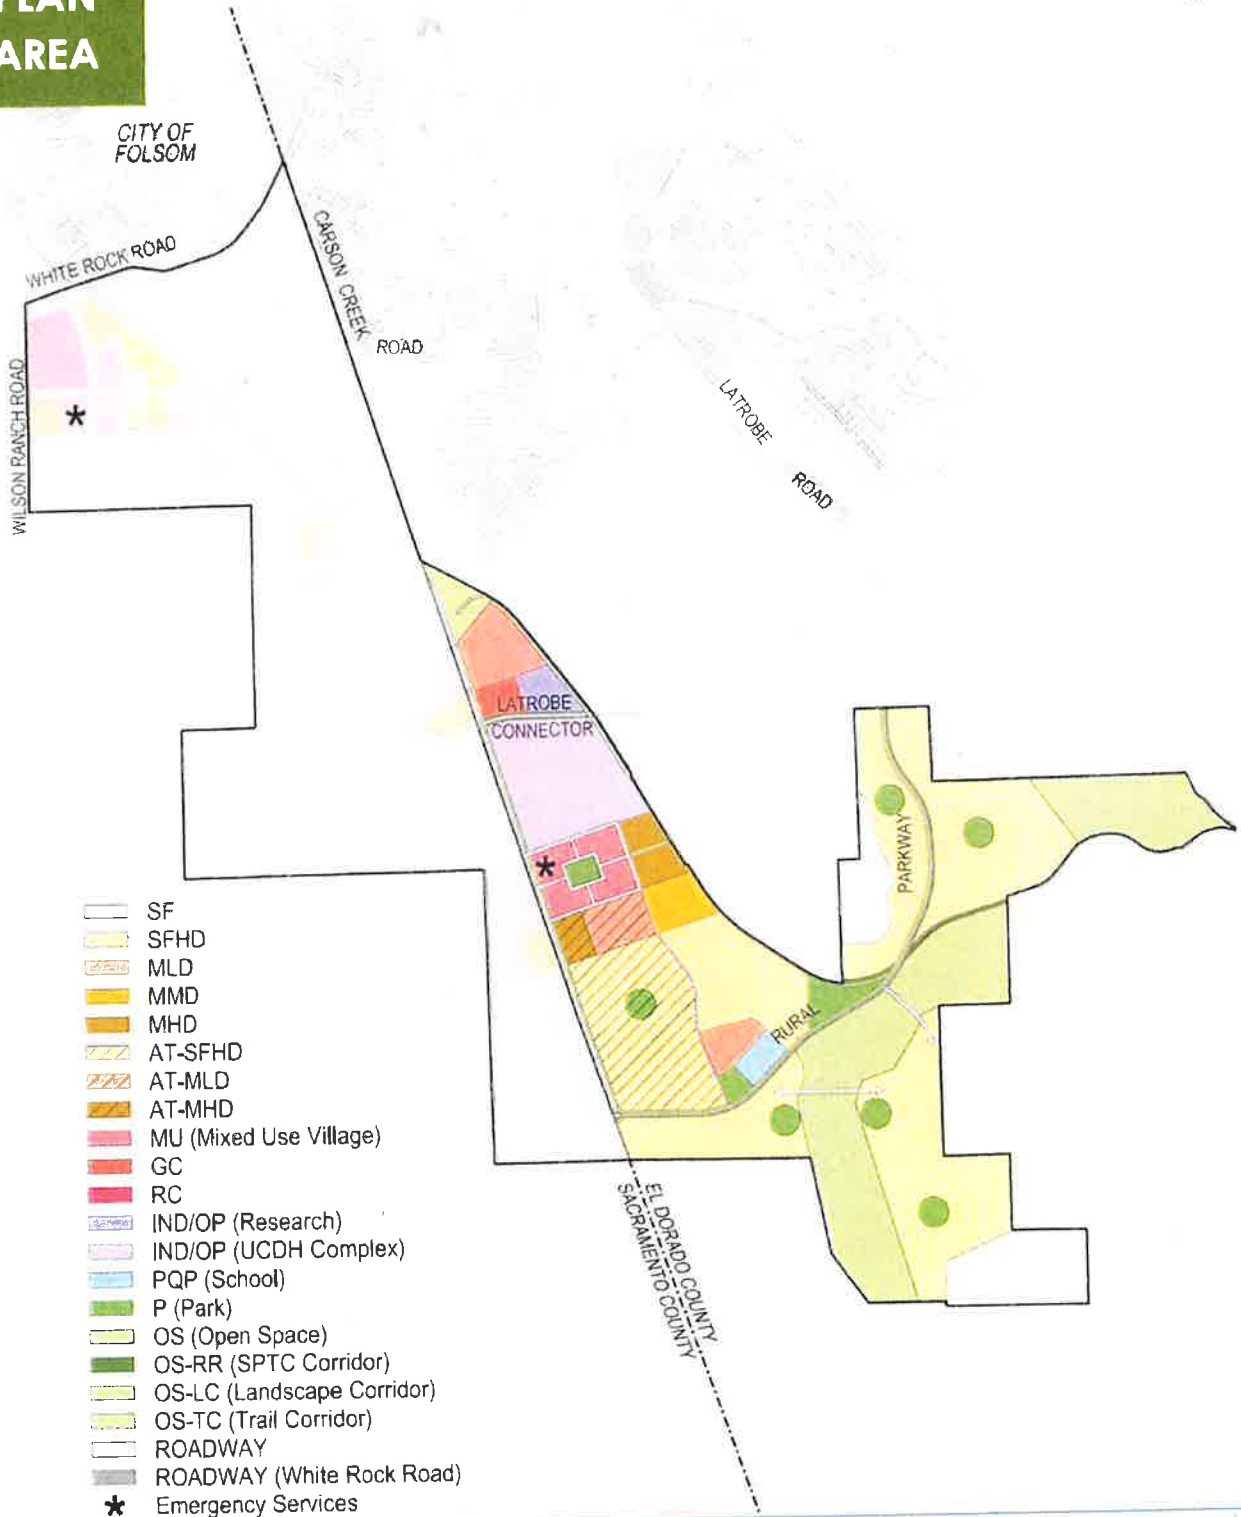 PLAN
AREA
CITY OF
FOLSOM
WHITE ROCK ROAD
CARSON CREEK
ROAD
WILSON RANCH ROAD
LATROBE
ROAD
LATROBE
CONNECTOR
PARKWAY
RURAL
EL DORADO COUNTY
SACRAMENTO COUNTY
SF
SFHD
MLD
MMD
MHD
AT-SFHD
AT-MLD
AT-MHD
MU (Mixed Use Village)
GC
RC
IND/OP (Research)
IND/OP (UCDH Complex)
PQP (School)
P (Park)
OS (Open Space)
OS-RR (SPTC Corridor)
OS-LC (Landscape Corridor)
OS-TC (Trail Corridor)
ROADWAY
ROADWAY (White Rock Road)
* Emergency Services